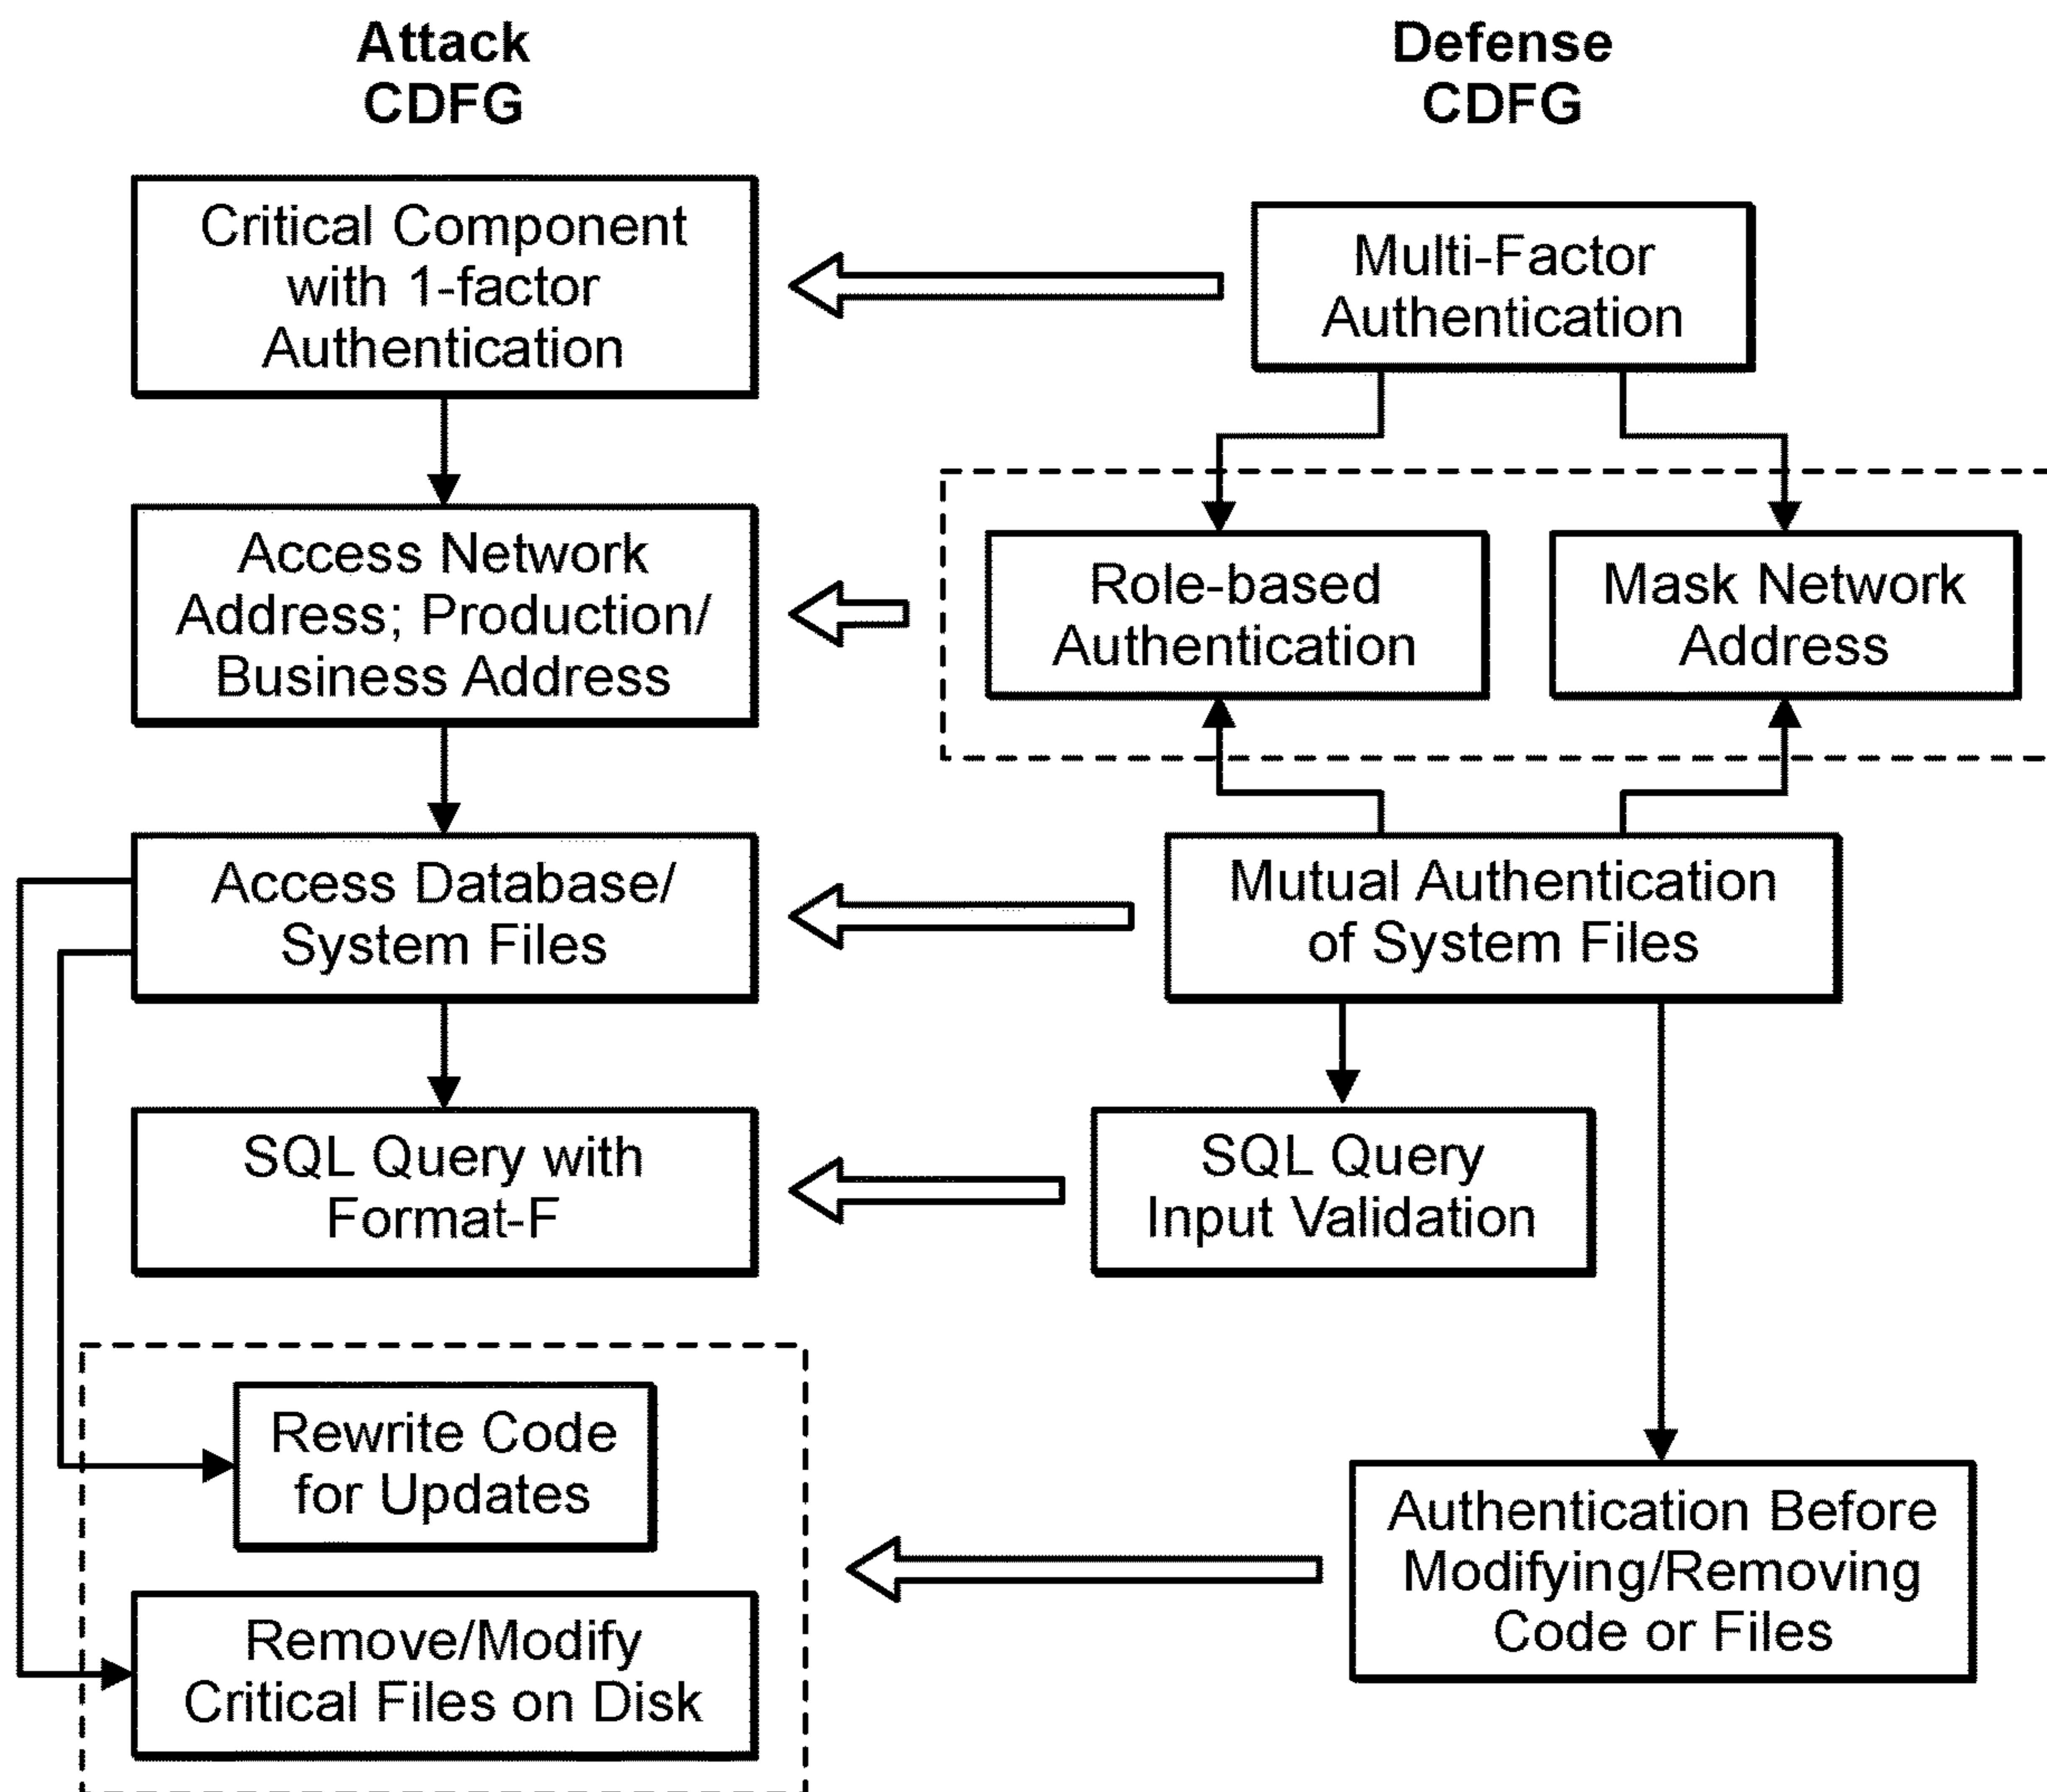 Attack
CDFG
Defense
CDFG
Critical Component
with 1-factor
Authentication
Multi-Factor
Authentication
Access Network
Address; Production/
Business Address
Role-based
Authentication
Mask Network
Address
Access Database/
System Files
Mutual Authentication
of System Files
SQL Query with
Format-F
SQL Query
Input Validation
Rewrite Code
for Updates
Remove/Modify
Critical Files on Disk
Authentication Before
Modifying/Removing
Code or Files